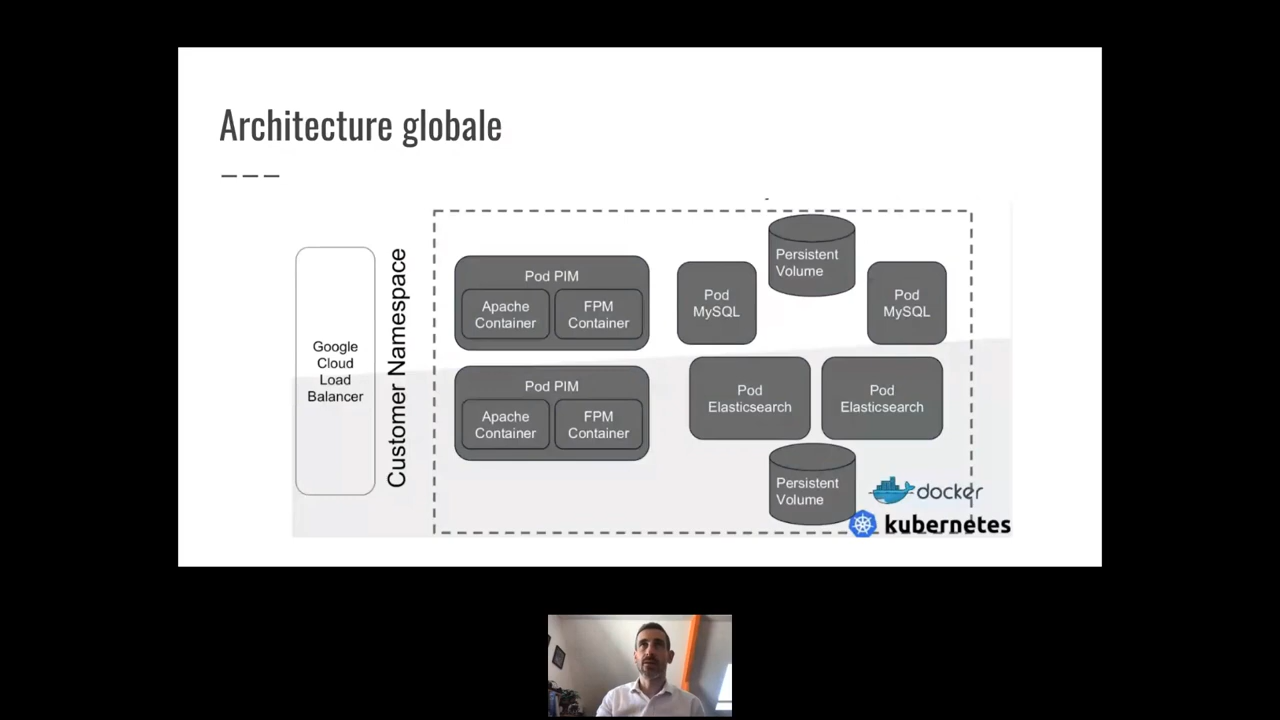 Architecture globale
Google
Cloud
Load
Balancer
Customer Namespace
Pod PIM
Apache
Container
FPM
Container
Pod PIM
Apache
Container
FPM
Container
Pod
MySQL
Persistent
Volume
Pod
MySQL
Pod
Elasticsearch
Pod
Elasticsearch
Persistent
Volume
docker
kubernetes